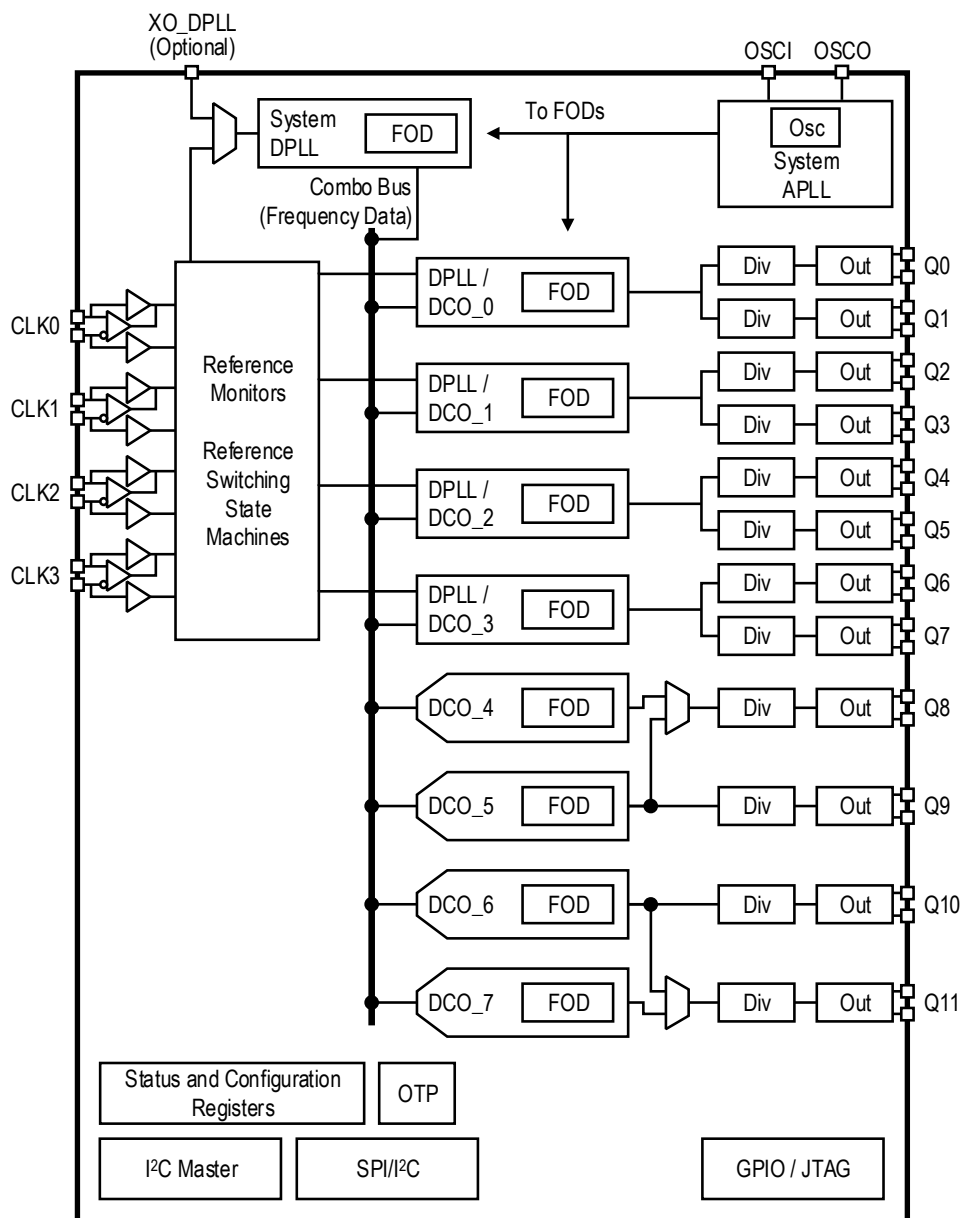 XO_DPLL
(Optional)
OSCI
OSCO
System
DPLL
FOD
To FODs
Osc
System
APLL
Combo Bus
(Frequency Data)
CLK0
CLK1
CLK2
CLK3
Reference
Monitors
Reference
Switching
State
Machines
DPLL /
DCO_0
FOD
Div
Out
Q0
Div
Out
Q1
DPLL /
DCO_1
FOD
Div
Out
Q2
Div
Out
Q3
DPLL /
DCO_2
FOD
Div
Out
Q4
Div
Out
Q5
DPLL /
DCO_3
FOD
Div
Out
Q6
Div
Out
Q7
DCO_4
FOD
Div
Out
Q8
DCO_5
FOD
Div
Out
Q9
DCO_6
FOD
Div
Out
Q10
DCO_7
FOD
Div
Out
Q11
Status and Configuration
Registers
OTP
I²C Master
SPI/I²C
GPIO / JTAG